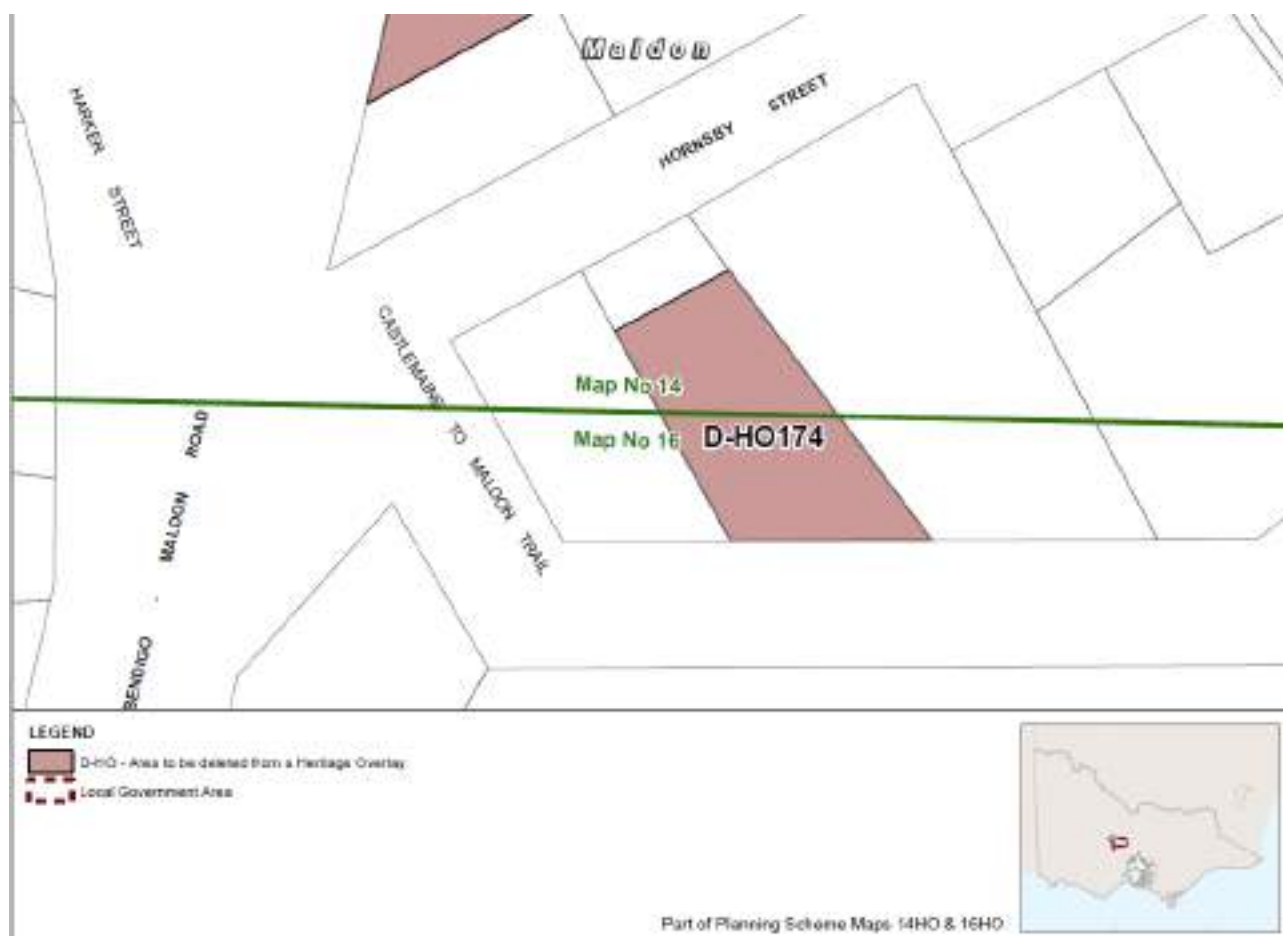 Maldon
HARKER STREET
HORNSBY STREET
CASTLEMAINE TO MALDON TRAIL
Map No 14
Map No 16
D-HO174
BENDIGO - MALDON ROAD
LEGEND
D-HO - Area to be deleted from a Heritage Overlay
Local Government Area
Part of Planning Scheme Maps 14HO & 16HO